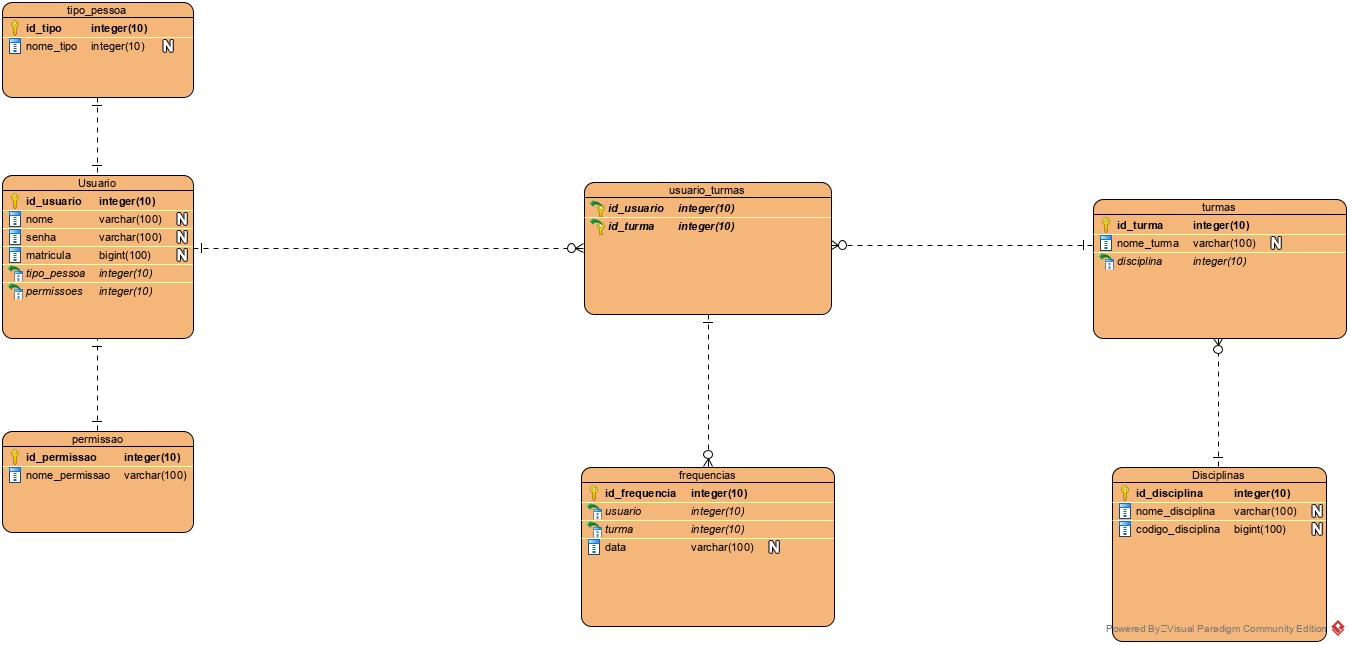 tipo_pessoa
id_tipo integer(10)
nome_tipo integer(10) N
Usuario
id_usuario integer(10)
nome varchar(100) N
senha varchar(100) N
matricula bigint(100) N
tipo_pessoa integer(10)
permissoes integer(10)
permissao
id_permissao integer(10)
nome_permissao varchar(100)
usuario_turmas
id_usuario integer(10)
id_turma integer(10)
frequencias
id_frequencia integer(10)
usuario integer(10)
turma integer(10)
data varchar(100) N
turmas
id_turma integer(10)
nome_turma varchar(100) N
disciplina integer(10)
Disciplinas
id_disciplina integer(10)
nome_disciplina varchar(100) N
codigo_disciplina bigint(100) N
Powered By Visual Paradigm Community Edition